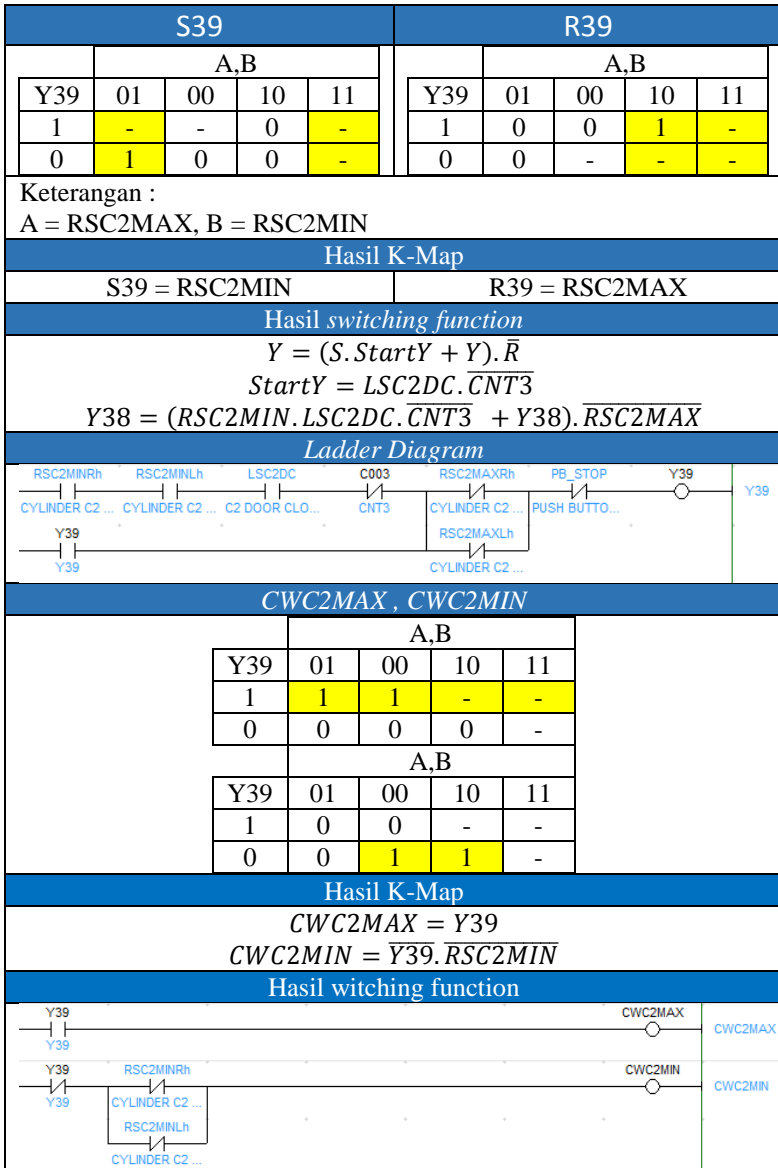 S39 R39
A,B A,B
Y39 01 00 10 11 Y39 01 00 10 11
1 - - 0 - 1 0 0 1 -
0 1 0 0 - 0 0 - - -
Keterangan :
A = RSC2MAX, B = RSC2MIN
Hasil K-Map
S39 = RSC2MIN R39 = RSC2MAX
Hasil switching function
Y = (S.StartY + Y).R̅
StartY = LSC2DC.C̅N̅T̅3̅
Y38 = (RSC2MIN.LSC2DC.C̅N̅T̅3̅ + Y38).R̅S̅C̅2̅M̅A̅X̅
Ladder Diagram
RSC2MINRh RSC2MINLh LSC2DC C003 RSC2MAXRh PB_STOP Y39
Y39
CYLINDER C2 ... CYLINDER C2 ... C2 DOOR CLO... CNT3 CYLINDER C2 ... PUSH BUTTO...
Y39 RSC2MAXLh
Y39 CYLINDER C2 ...
CWC2MAX , CWC2MIN
A,B
Y39 01 00 10 11
1 1 1 - -
0 0 0 0 -
A,B
Y39 01 00 10 11
1 0 0 - -
0 0 1 1 -
Hasil K-Map
CWC2MAX = Y39
CWC2MIN = Y̅3̅9̅.R̅S̅C̅2̅M̅I̅N̅
Hasil witching function
Y39 CWC2MAX
CWC2MAX
Y39
Y39 RSC2MINRh CWC2MIN
CWC2MIN
Y39 CYLINDER C2 ...
RSC2MINLh
CYLINDER C2 ...